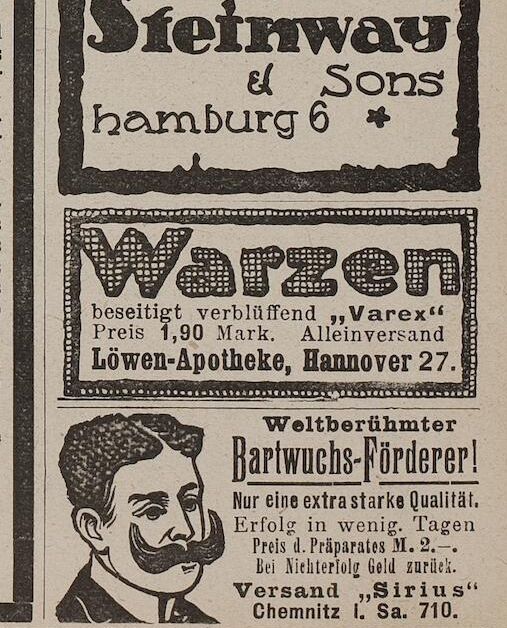 Steinway
& Sons
hamburg 6 *
Warzen
beseitigt verblüffend „Varex“
Preis 1,90 Mark. Alleinversand
Löwen-Apotheke, Hannover 27.
Weltberühmter
Bartwuchs-Förderer!
Nur eine extra starke Qualität.
Erfolg in wenig. Tagen
Preis d. Präparates M. 2.—.
Bei Nichterfolg Geld zurück.
Versand „Sirius“
Chemnitz i. Sa. 710.